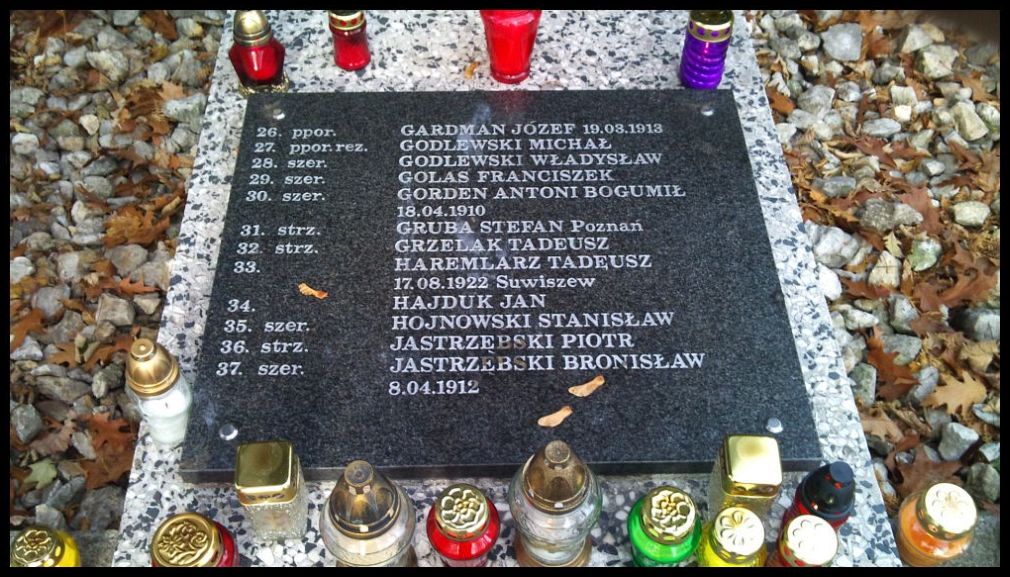 26. ppor. GARDMAN JÓZEF 19.03.1913
27. ppor. rez. GODLEWSKI MICHAŁ
28. szer. GODLEWSKI WŁADYSŁAW
29. szer. GOLAS FRANCISZEK
30. szer. GORDEN ANTONI BOGUMIŁ
18.04.1910
31. strz. GRUBA STEFAN Poznań
32. strz. GRZELAK TADEUSZ
33. HAREMLARZ TADEUSZ
17.08.1922 Suwiszew
34. HAJDUK JAN
35. szer. HOJNOWSKI STANISŁAW
36. strz. JASTRZEBSKI PIOTR
37. szer. JASTRZEBSKI BRONISŁAW
8.04.1912